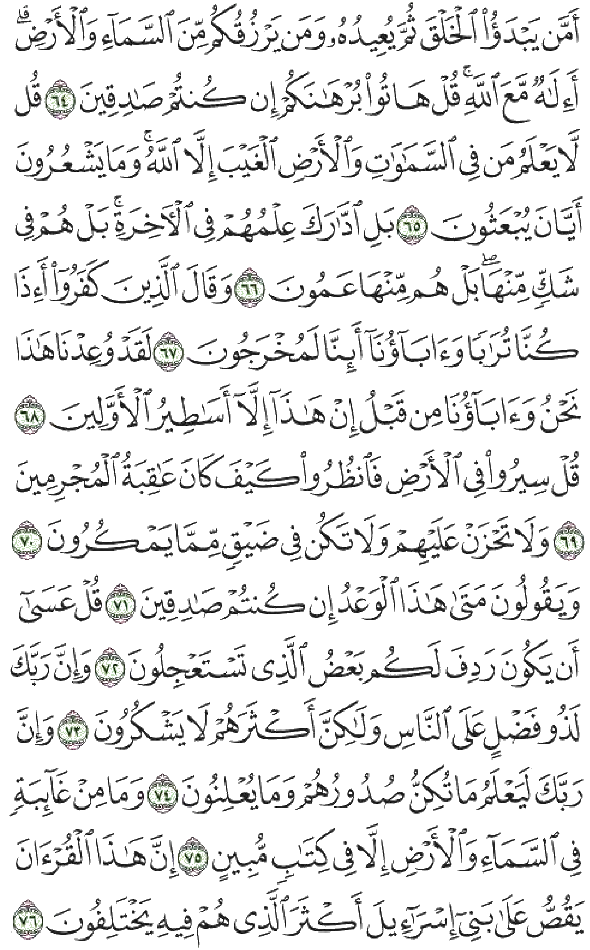 أَمَّن يَبْدَؤُا۟ ٱلْخَلْقَ ثُمَّ يُعِيدُهُۥ وَمَن يَرْزُقُكُم مِّنَ ٱلسَّمَآءِ وَٱلْأَرْضِ ۗ
أَءِلَٰهٌ مَّعَ ٱللَّهِ ۚ قُلْ هَاتُوا۟ بُرْهَٰنَكُمْ إِن كُنتُمْ صَٰدِقِينَ ٦٤ قُل
لَّا يَعْلَمُ مَن فِى ٱلسَّمَٰوَٰتِ وَٱلْأَرْضِ ٱلْغَيْبَ إِلَّا ٱللَّهُ ۚ وَمَا يَشْعُرُونَ
أَيَّانَ يُبْعَثُونَ ٦٥ بَلِ ٱدَّٰرَكَ عِلْمُهُمْ فِى ٱلْءَاخِرَةِ ۚ بَلْ هُمْ فِى
شَكٍّ مِّنْهَا ۖ بَلْ هُم مِّنْهَا عَمُونَ ٦٦ وَقَالَ ٱلَّذِينَ كَفَرُوٓا۟ أَءِذَا
كُنَّا تُرَٰبًا وَءَابَآؤُنَآ أَئِنَّا لَمُخْرَجُونَ ٦٧ لَقَدْ وُعِدْنَا هَٰذَا
نَحْنُ وَءَابَآؤُنَا مِن قَبْلُ إِنْ هَٰذَآ إِلَّآ أَسَٰطِيرُ ٱلْأَوَّلِينَ ٦٨
قُلْ سِيرُوا۟ فِى ٱلْأَرْضِ فَٱنظُرُوا۟ كَيْفَ كَانَ عَٰقِبَةُ ٱلْمُجْرِمِينَ
٦٩ وَلَا تَحْزَنْ عَلَيْهِمْ وَلَا تَكُن فِى ضَيْقٍ مِّمَّا يَمْكُرُونَ ٧٠
وَيَقُولُونَ مَتَىٰ هَٰذَا ٱلْوَعْدُ إِن كُنتُمْ صَٰدِقِينَ ٧١ قُلْ عَسَىٰٓ
أَن يَكُونَ رَدِفَ لَكُم بَعْضُ ٱلَّذِى تَسْتَعْجِلُونَ ٧٢ وَإِنَّ رَبَّكَ
لَذُو فَضْلٍ عَلَى ٱلنَّاسِ وَلَٰكِنَّ أَكْثَرَهُمْ لَا يَشْكُرُونَ ٧٣ وَإِنَّ
رَبَّكَ لَيَعْلَمُ مَا تُكِنُّ صُدُورُهُمْ وَمَا يُعْلِنُونَ ٧٤ وَمَا مِنْ غَآئِبَةٍ
فِى ٱلسَّمَآءِ وَٱلْأَرْضِ إِلَّا فِى كِتَٰبٍ مُّبِينٍ ٧٥ إِنَّ هَٰذَا ٱلْقُرْءَانَ
يَقُصُّ عَلَىٰ بَنِىٓ إِسْرَٰٓءِيلَ أَكْثَرَ ٱلَّذِى هُمْ فِيهِ يَخْتَلِفُونَ ٧٦